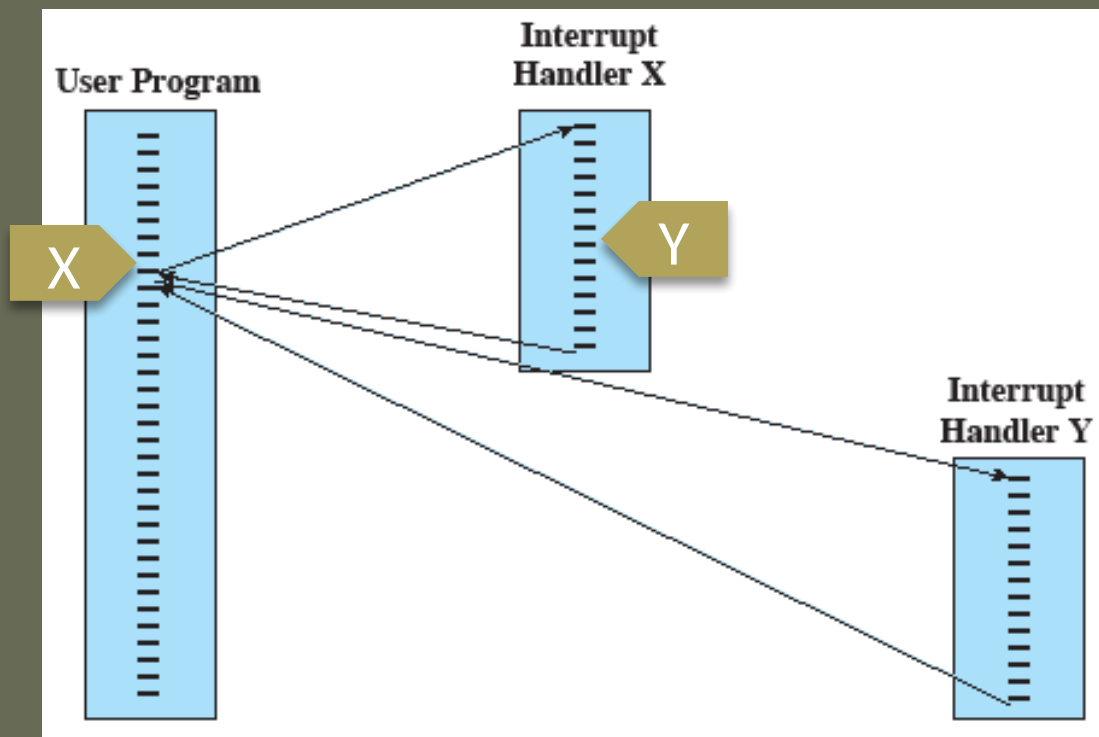 Interrupt
Handler X
User Program
X
Y
Interrupt
Handler Y